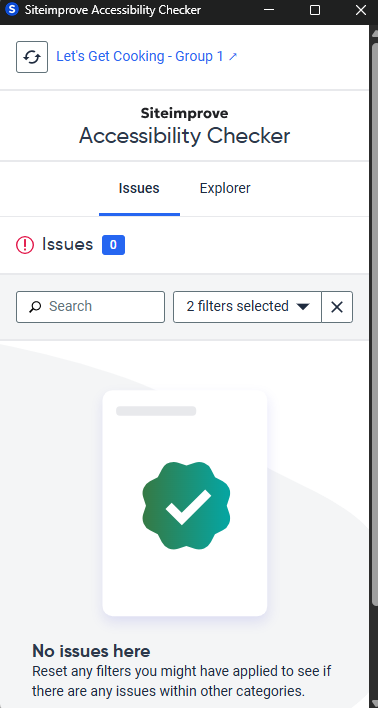 S Siteimprove Accessibility Checker
Let's Get Cooking - Group 1 ↗
Siteimprove
Accessibility Checker
Issues Explorer
Issues 0
Search 2 filters selected
No issues here
Reset any filters you might have applied to see if
there are any issues within other categories.